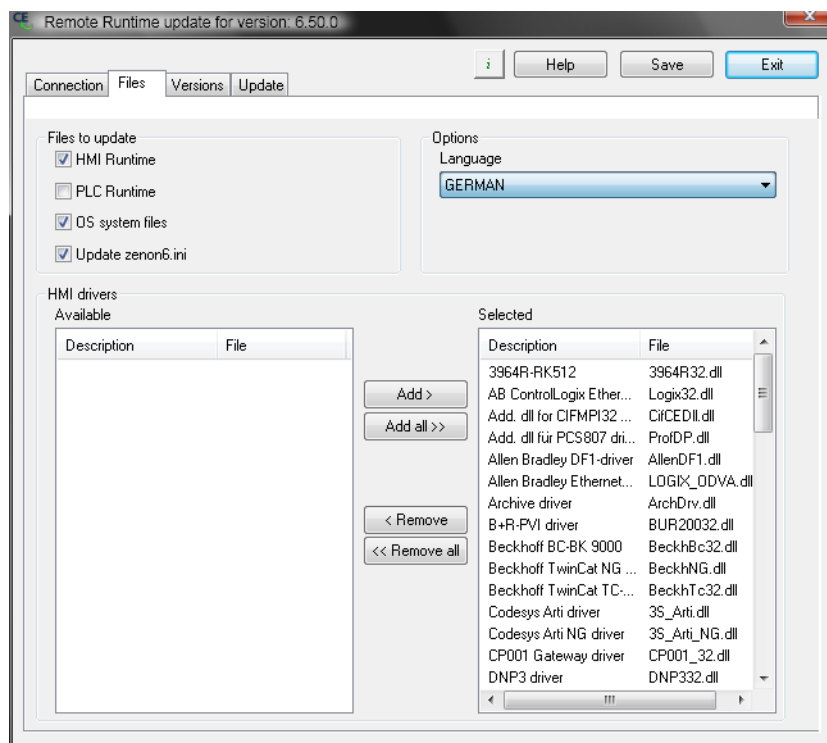 CE Remote Runtime update for version: 6.50.0
i Help Save Exit
Connection Files Versions Update
Files to update
HMI Runtime
PLC Runtime
OS system files
Update zenon6.ini
Options
Language
GERMAN
HMI drivers
Available
Description File
Add >
Add all >>
< Remove
<< Remove all
Selected
Description File
3964R-RK512 3964R32.dll
AB ControlLogix Ether... Logix32.dll
Add. dll for CIFMPI32 ... CifCEDll.dll
Add. dll für PCS807 dri... ProfDP.dll
Allen Bradley DF1-driver AllenDF1.dll
Allen Bradley Ethernet... LOGIX_ODVA.dll
Archive driver ArchDrv.dll
B+R-PVI driver BUR20032.dll
Beckhoff BC-BK 9000 BeckhBc32.dll
Beckhoff TwinCat NG ... BeckhNG.dll
Beckhoff TwinCat TC-... BeckhTc32.dll
Codesys Arti driver 3S_Arti.dll
Codesys Arti NG driver 3S_Arti_NG.dll
CP001 Gateway driver CP001_32.dll
DNP3 driver DNP332.dll